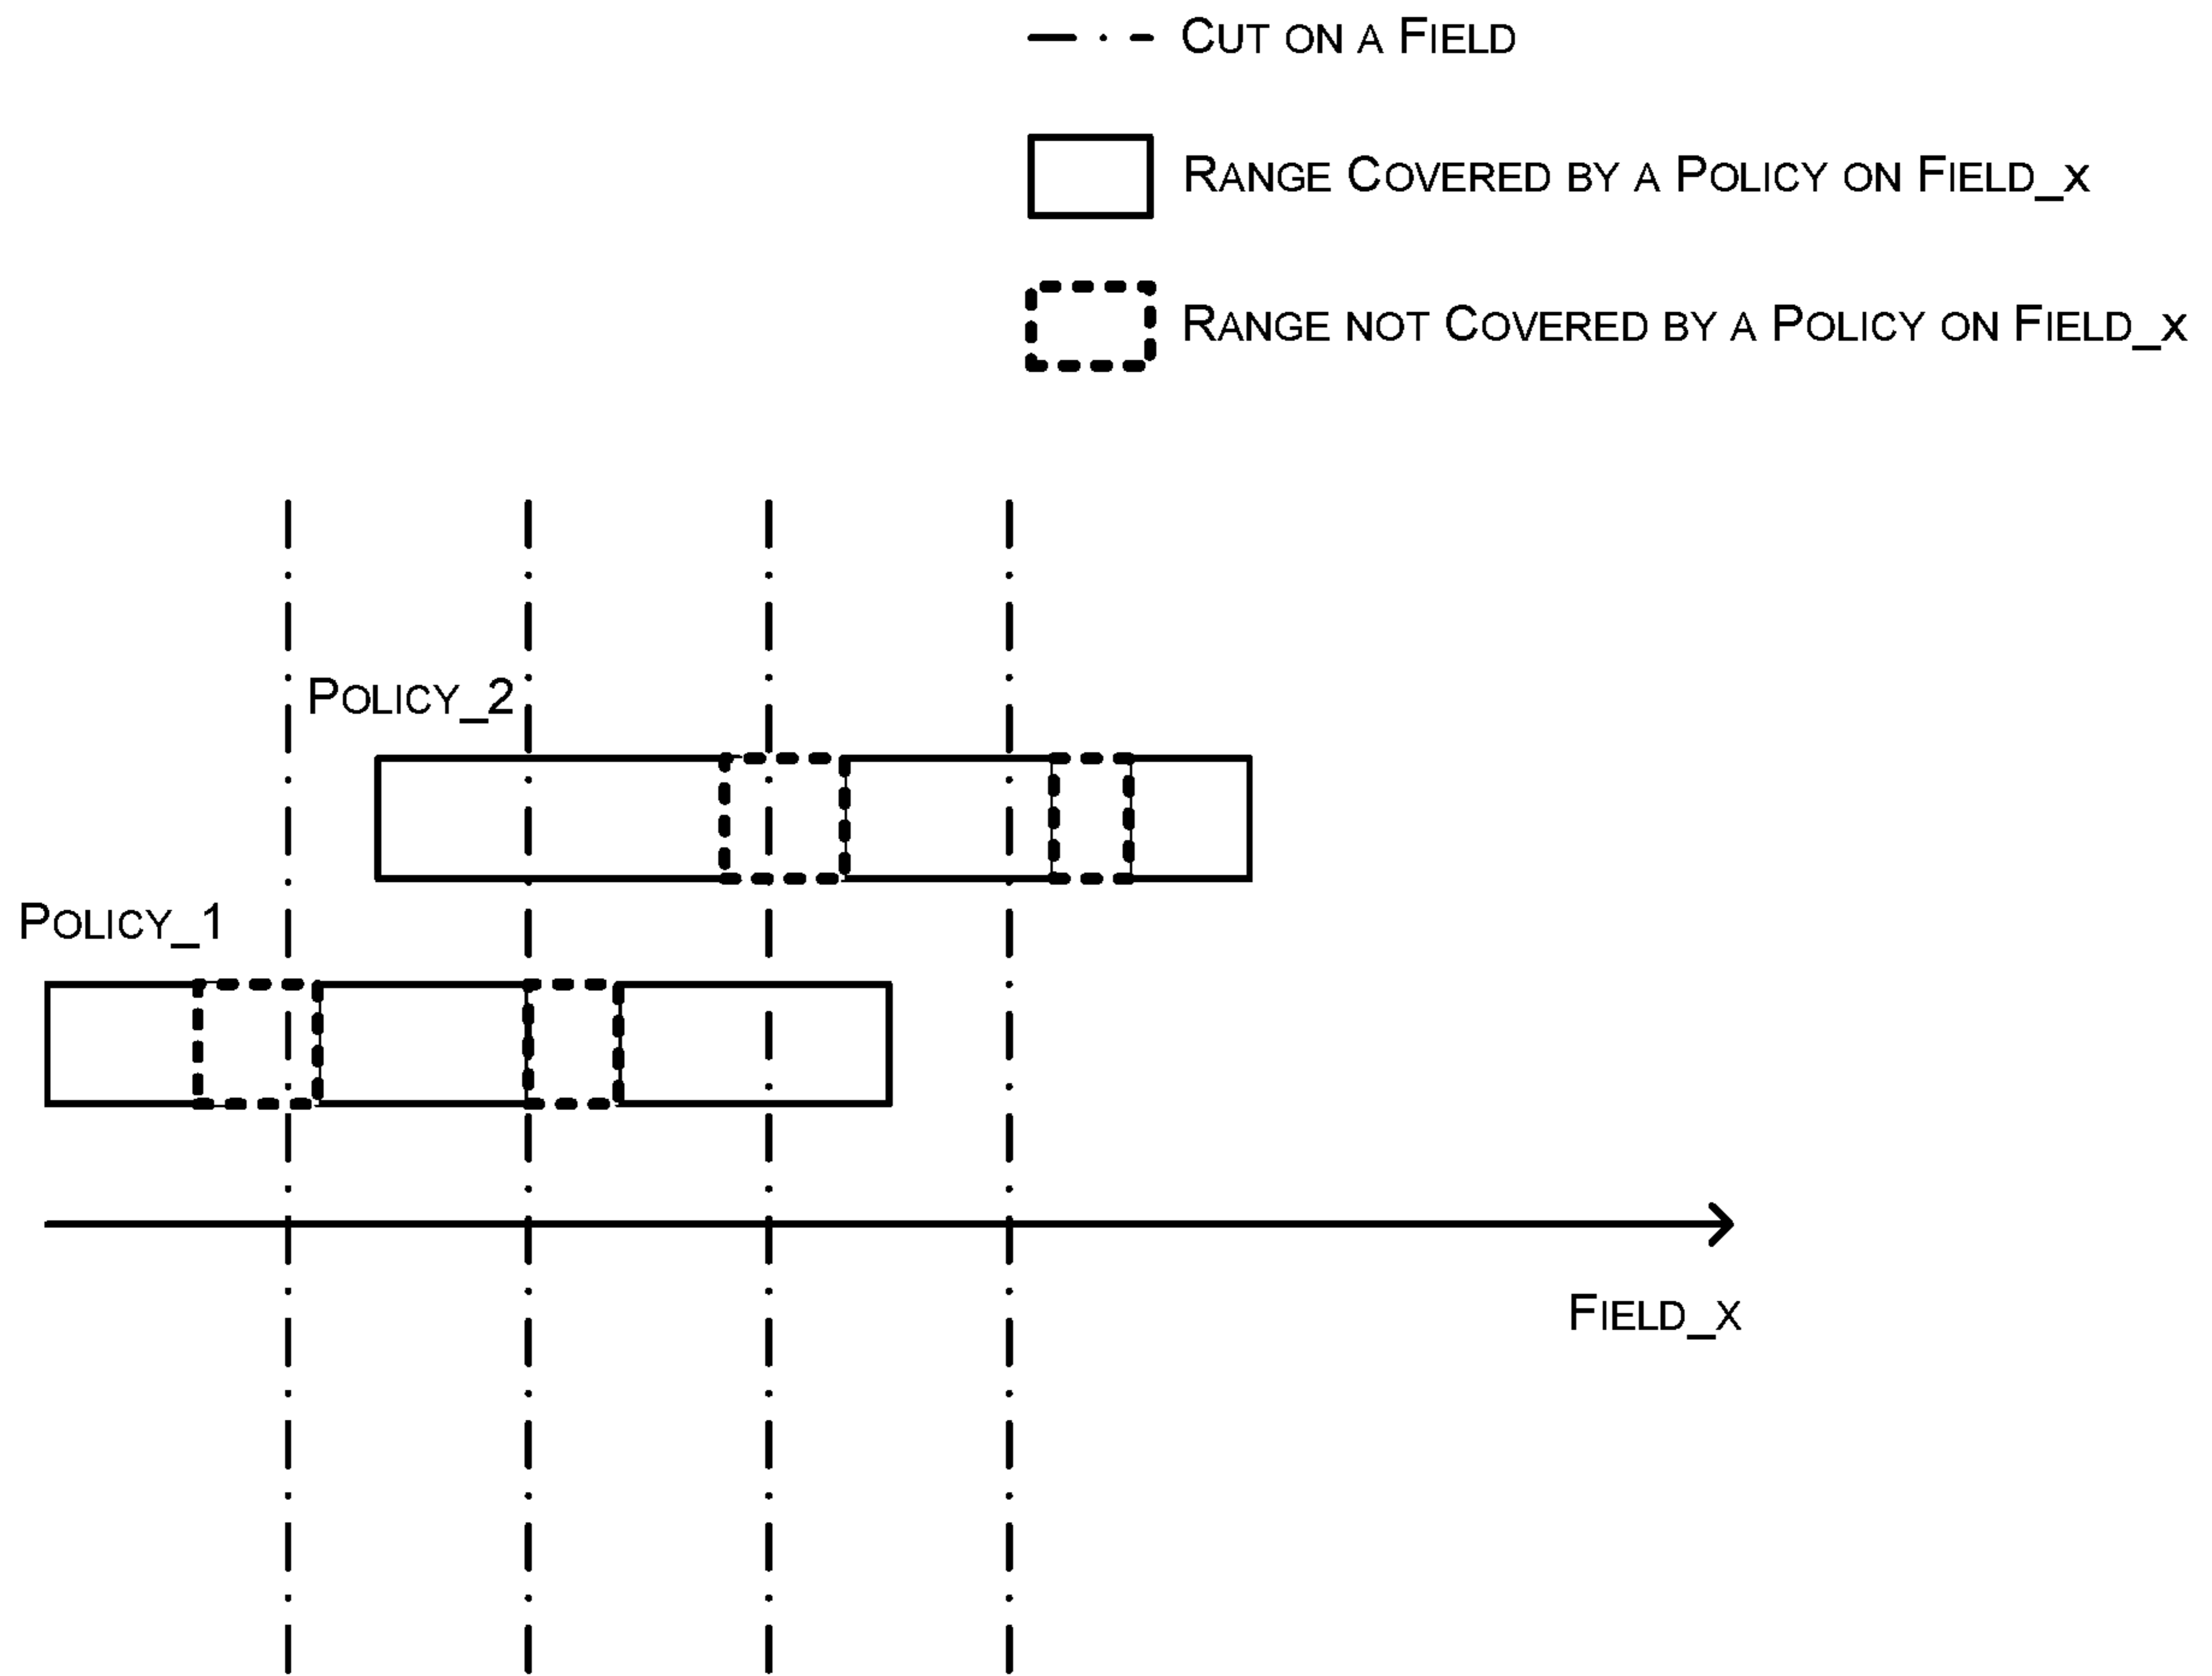 CUT ON A FIELD
RANGE COVERED BY A POLICY ON FIELD_X
RANGE NOT COVERED BY A POLICY ON FIELD_X
POLICY_2
POLICY_1
FIELD_X